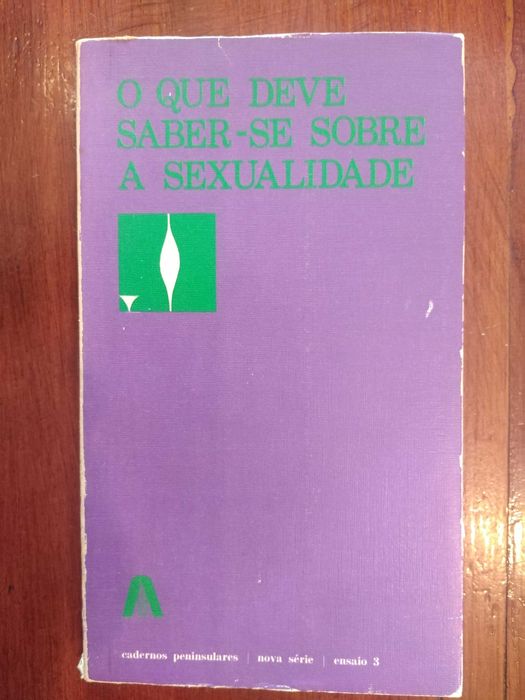 O QUE DEVE
SABER-SE SOBRE
A SEXUALIDADE
cadernos peninsulares | nova série | ensaio 3